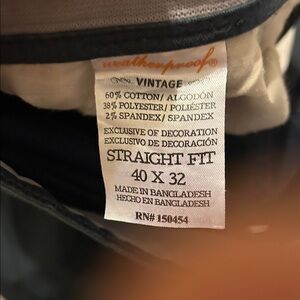 weatherproof®
VINTAGE
60% COTTON/ ALGODÓN
38% POLYESTER/ POLIÉSTER
2% SPANDEX/ SPANDEX
EXCLUSIVE OF DECORATION
EXCLUSIVO DE DECORACIÓN
STRAIGHT FIT
40 X 32
MADE IN BANGLADESH
HECHO EN BANGLADESH
RN# 150454